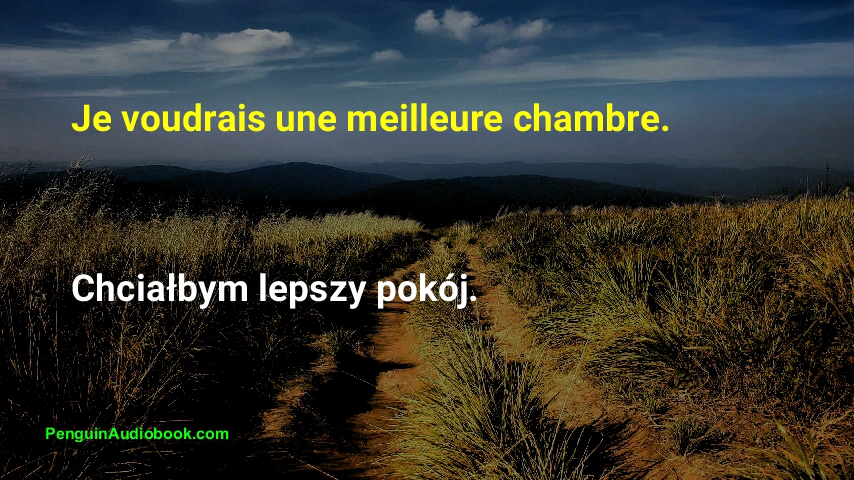 Je voudrais une meilleure chambre.
Chciałbym lepszy pokój.
PenguinAudiobook.com